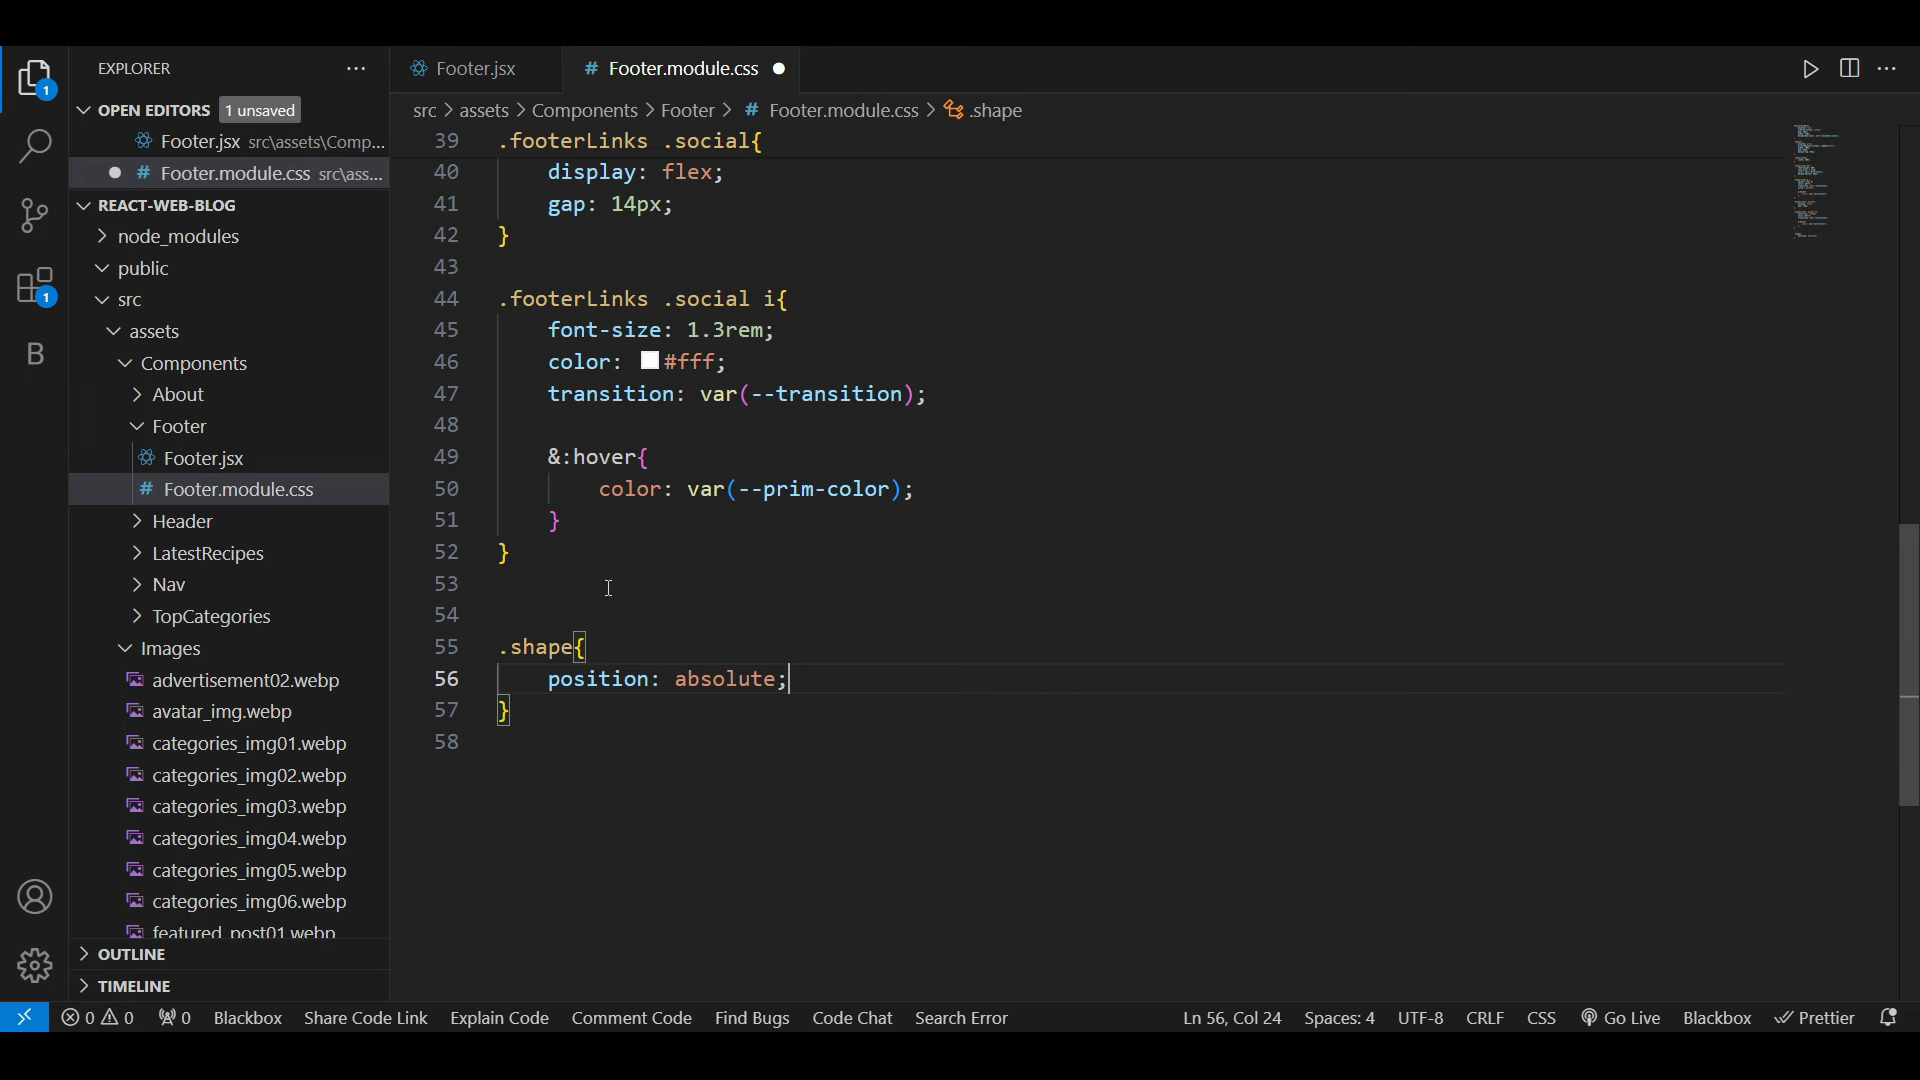 EXPLORER
Footer.jsx
# Footer.module.css
OPEN EDITORS 1 unsaved
src > assets > Components > Footer > # Footer.module.css > .shape
Footer.jsx src\assets\Comp...
# Footer.module.css src\ass...
REACT-WEB-BLOG
node_modules
public
src
assets
Components
About
Footer
Footer.jsx
# Footer.module.css
Header
LatestRecipes
Nav
TopCategories
Images
advertisement02.webp
avatar_img.webp
categories_img01.webp
categories_img02.webp
categories_img03.webp
categories_img04.webp
categories_img05.webp
categories_img06.webp
featured_post01.webp
OUTLINE
TIMELINE
1
1
B
39 .footerLinks .social{
40 display: flex;
41 gap: 14px;
42 }
43
44 .footerLinks .social i{
45 font-size: 1.3rem;
46 color: #fff;
47 transition: var(--transition);
48
49 &:hover{
50 color: var(--prim-color);
51 }
52 }
53
54
55 .shape{
56 position: absolute;
57 }
58
0 0 0 Blackbox Share Code Link Explain Code Comment Code Find Bugs Code Chat Search Error Ln 56, Col 24 Spaces: 4 UTF-8 CRLF CSS Go Live Blackbox Prettier